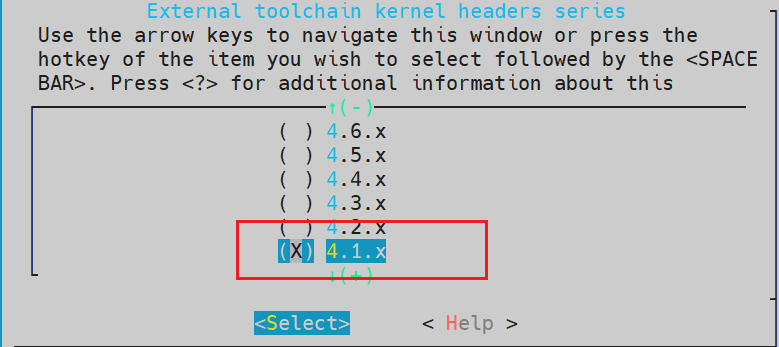 External toolchain kernel headers series
Use the arrow keys to navigate this window or press the
hotkey of the item you wish to select followed by the <SPACE
BAR>. Press <?> for additional information about this
↑(-)
( ) 4.6.x
( ) 4.5.x
( ) 4.4.x
( ) 4.3.x
( ) 4.2.x
(X) 4.1.x
↓(+)
<Select> < Help >